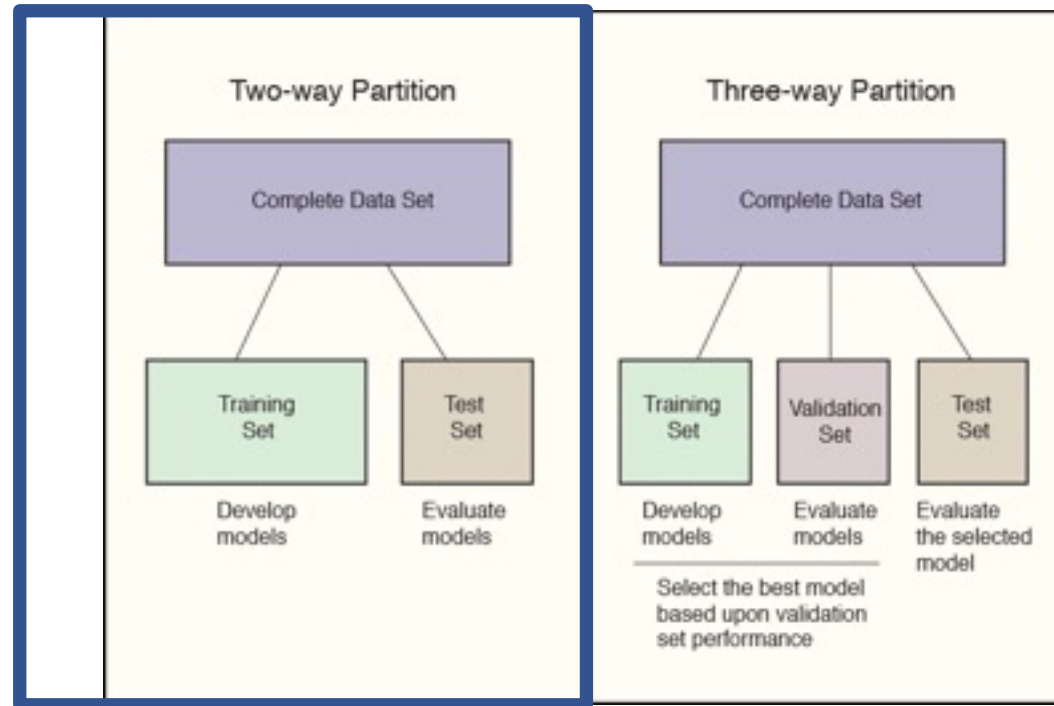 Two-way Partition
Complete Data Set
Training
Set
Test
Set
Develop
models
Evaluate
models
Three-way Partition
Complete Data Set
Training
Set
Validation
Set
Test
Set
Develop
models
Evaluate
models
Evaluate
the selected
model
Select the best model
based upon validation
set performance